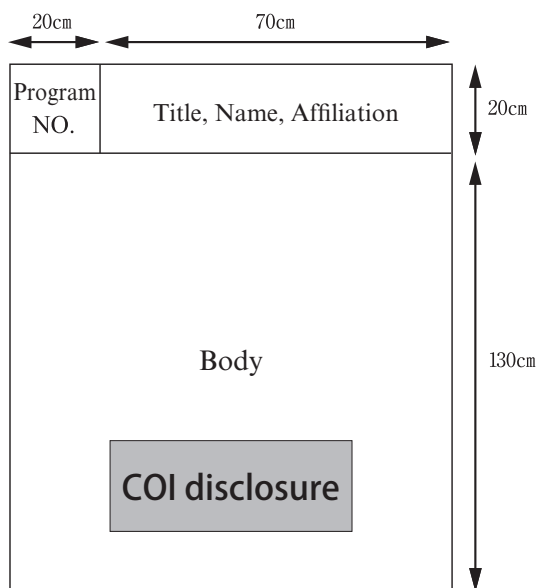 20cm
70cm
Program
NO.
Title, Name, Affiliation
20cm
Body
130cm
COI disclosure